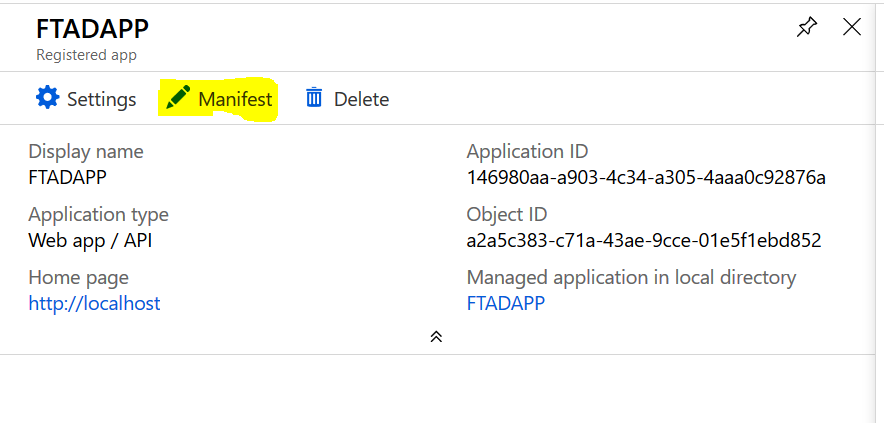 FTADAPP
Registered app
Settings Manifest Delete
Display name
FTADAPP
Application ID
146980aa-a903-4c34-a305-4aaa0c92876a
Application type
Web app / API
Object ID
a2a5c383-c71a-43ae-9cce-01e5f1ebd852
Home page
http://localhost
Managed application in local directory
FTADAPP